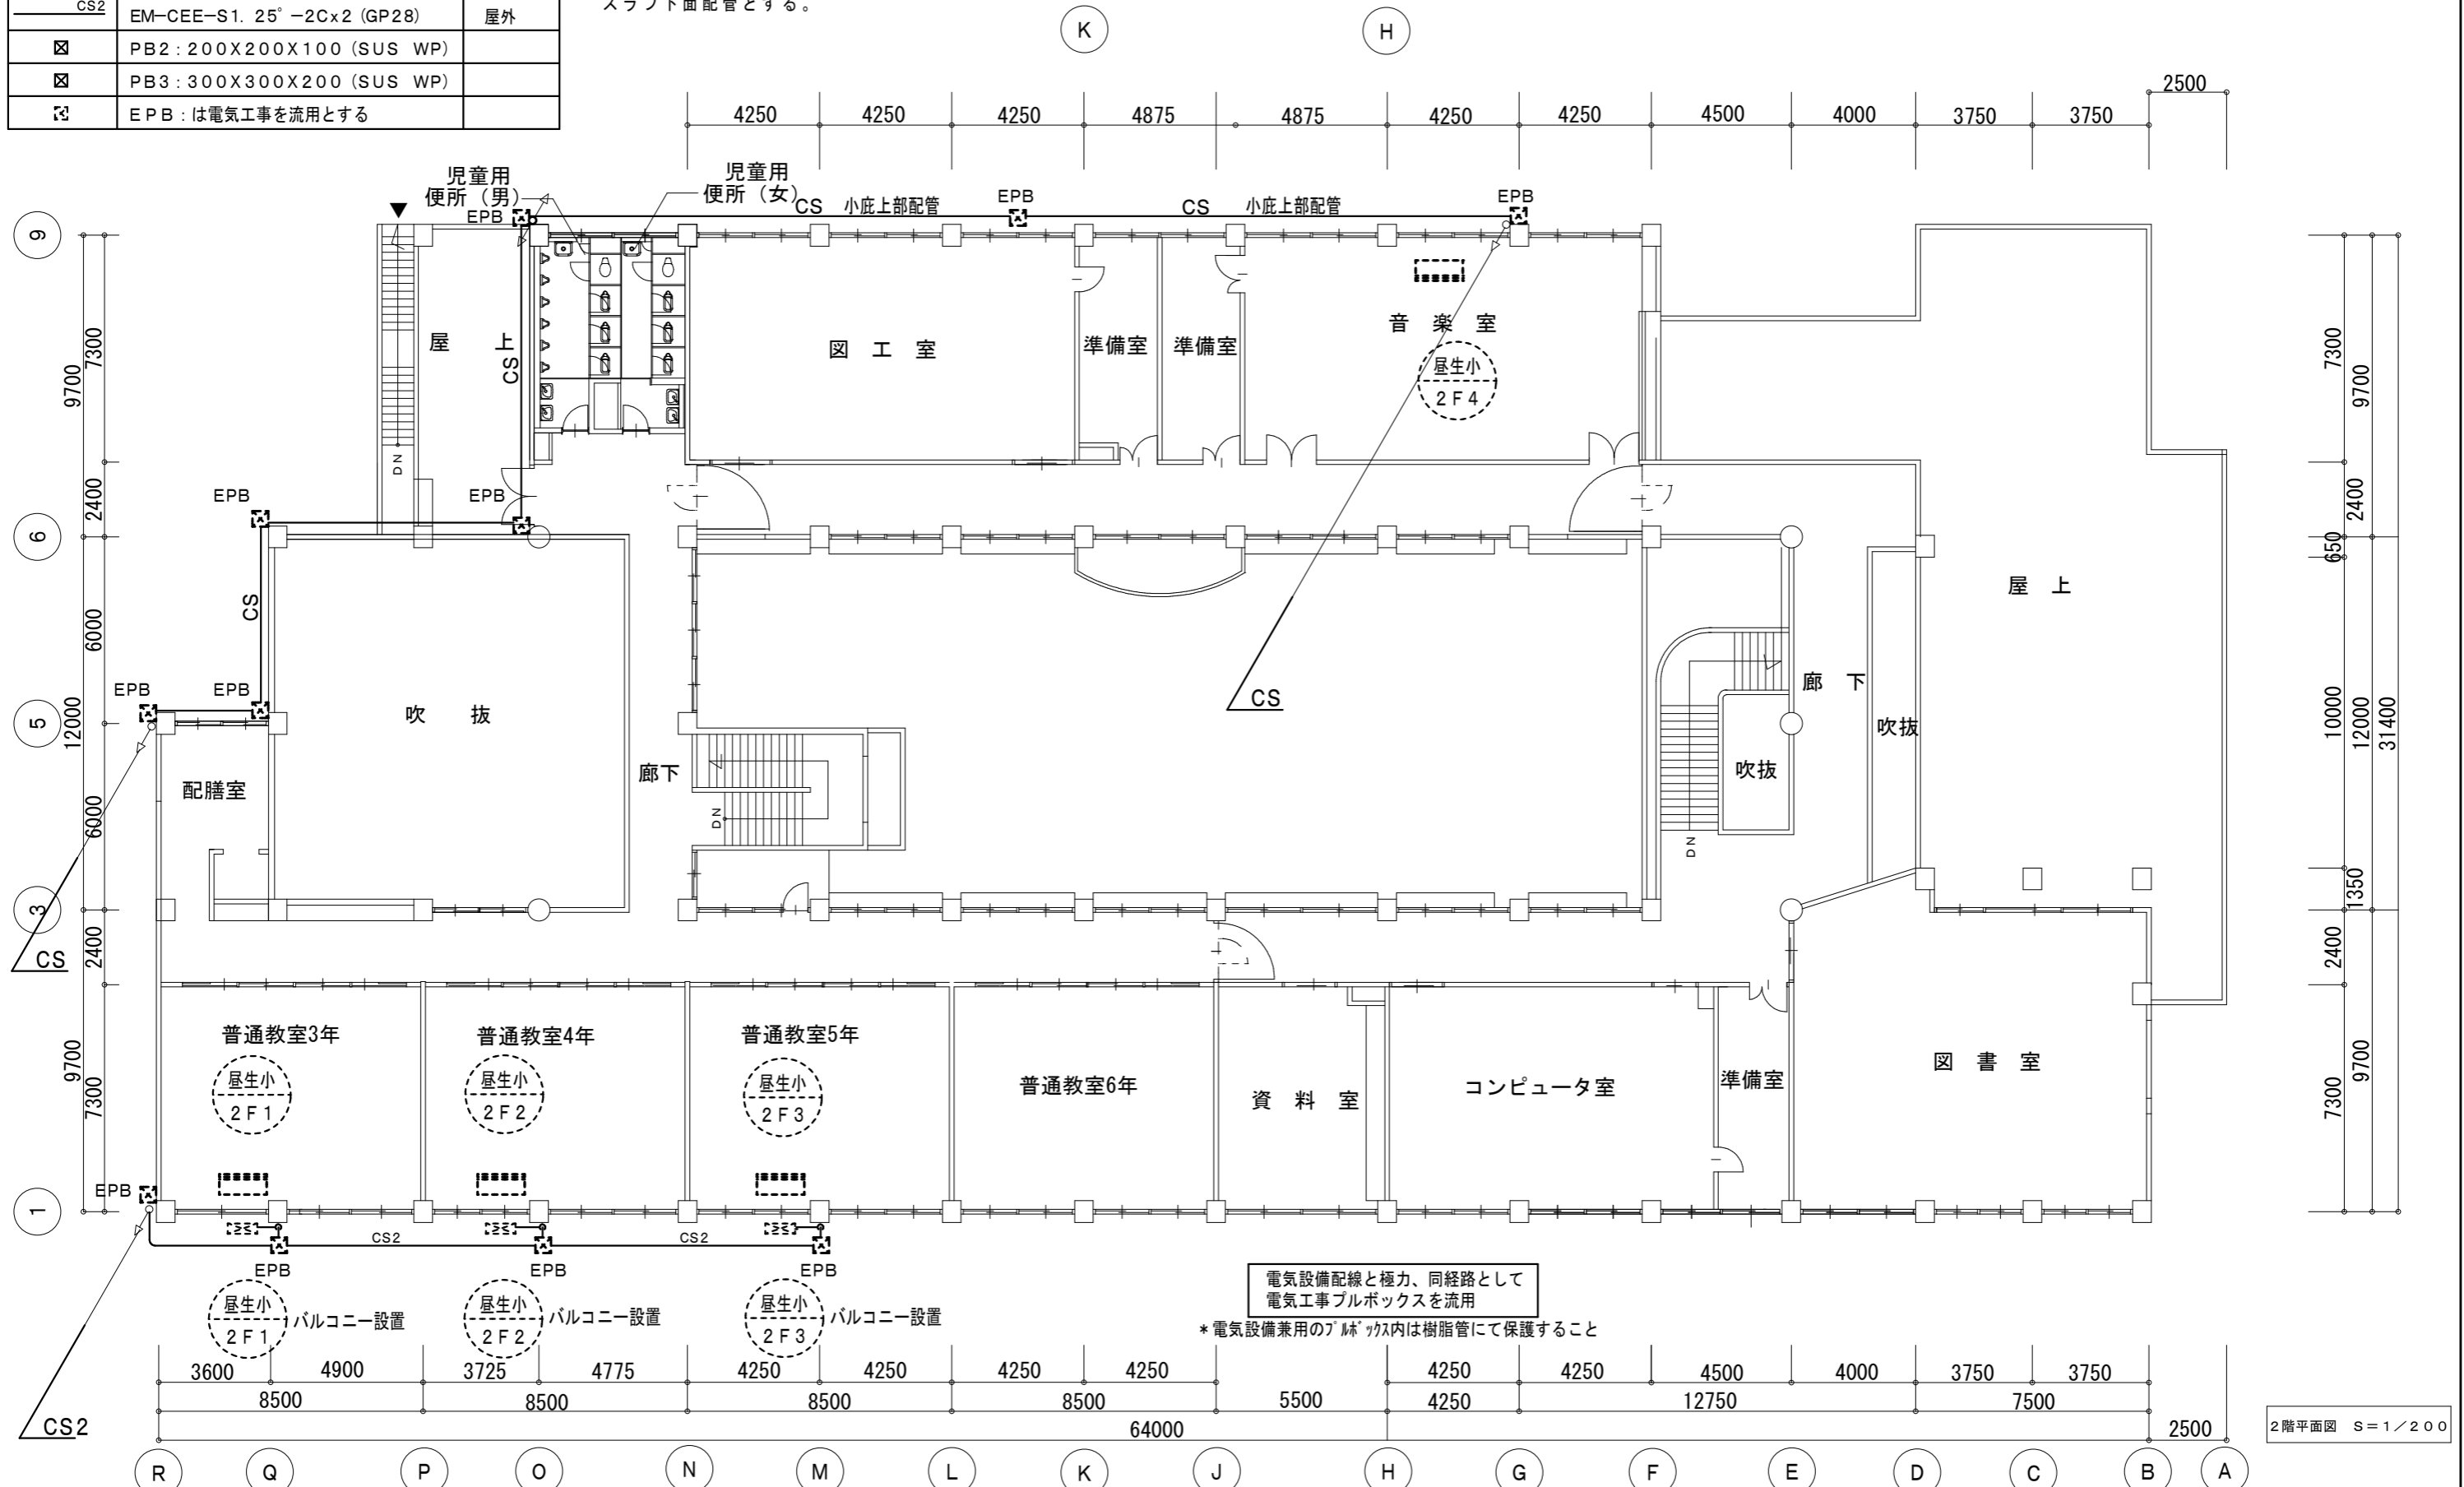 CS2
EM-CEE-S1. 25°-2Cx2 (GP28) 屋外
PB2：200X200X100 (SUS WP)
PB3：300X300X200 (SUS WP)
EPB：は電気工事を流用とする
スラブ下面配管とする。
K
H
2500
4250
4250
4250
4875
4875
4250
4250
4500
4000
3750
3750
児童用
便所（男）
児童用
便所（女）
EPB
CS
小庇上部配管
EPB
CS
小庇上部配管
EPB
9
屋 上
CS
図 工 室
準備室
準備室
音 楽 室
昼生小
2F4
7300
9700
2400
DN
EPB
EPB
6
7300
9700
2400
650
屋 上
CS
6000
12000
6000
EPB
EPB
5
吹 抜
CS
廊 下
吹抜
吹抜
10000
12000
31400
配膳室
廊下
DN
DN
3
CS
2400
1350
2400
普通教室3年
昼生小
2F1
普通教室4年
昼生小
2F2
普通教室5年
昼生小
2F3
普通教室6年
資 料 室
コンピュータ室
準備室
図 書 室
9700
7300
7300
9700
EPB
1
CS2
CS2
EPB
EPB
EPB
昼生小
2F1
バルコニー設置
昼生小
2F2
バルコニー設置
昼生小
2F3
バルコニー設置
電気設備配線と極力、同経路として
電気工事プルボックスを流用
＊電気設備兼用のプルボックス内は樹脂管にて保護すること
3600
4900
3725
4775
4250
4250
4250
4250
4250
4250
4500
4000
3750
3750
8500
8500
8500
8500
5500
4250
12750
7500
CS2
64000
2500
2階平面図 S＝1／200
R
Q
P
O
N
M
L
K
J
H
G
F
E
D
C
B
A